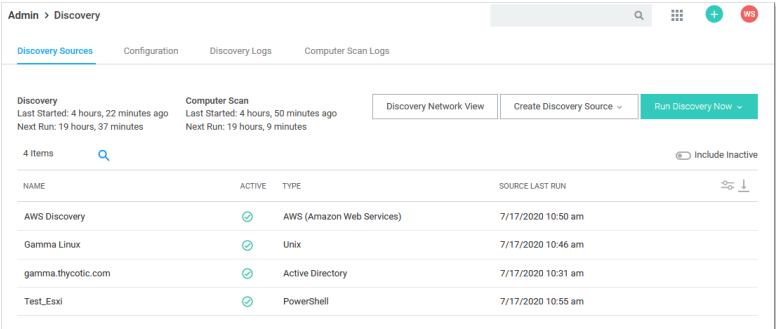 Admin > Discovery
WS
Discovery Sources Configuration Discovery Logs Computer Scan Logs
Discovery
Last Started: 4 hours, 22 minutes ago
Next Run: 19 hours, 37 minutes
Computer Scan
Last Started: 4 hours, 50 minutes ago
Next Run: 19 hours, 9 minutes
Discovery Network View
Create Discovery Source
Run Discovery Now
4 Items
Include Inactive
NAME ACTIVE TYPE SOURCE LAST RUN
AWS Discovery AWS (Amazon Web Services) 7/17/2020 10:50 am
Gamma Linux Unix 7/17/2020 10:46 am
gamma.thycotic.com Active Directory 7/17/2020 10:31 am
Test_Esxi PowerShell 7/17/2020 10:55 am